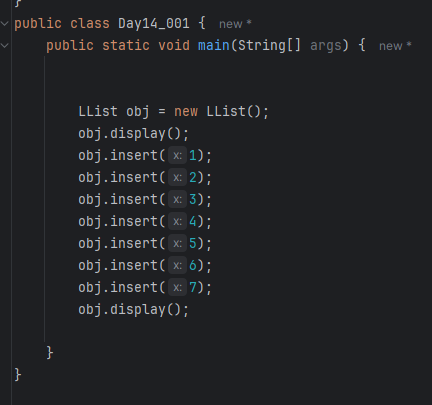 }
public class Day14_001 { new *
public static void main(String[] args) { new *
LList obj = new LList();
obj.display();
obj.insert( x: 1);
obj.insert( x: 2);
obj.insert( x: 3);
obj.insert( x: 4);
obj.insert( x: 5);
obj.insert( x: 6);
obj.insert( x: 7);
obj.display();
}
}